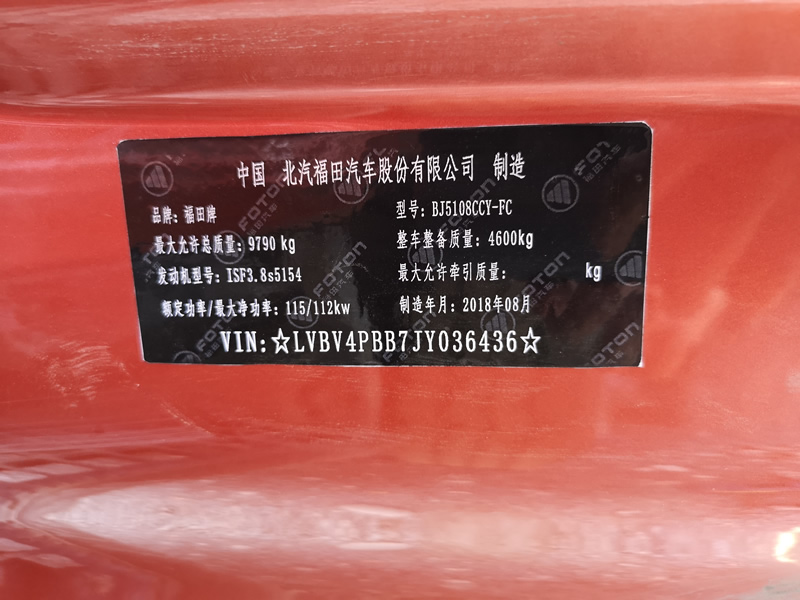 中国 北汽福田汽车股份有限公司 制造
品牌：福田牌 型号：BJ5108CCY-FC
最大允许总质量：9790 kg 整车整备质量：4600kg
发动机型号：ISF3.8s5154 最大允许牵引质量： kg
额定功率/最大净功率：115/112kw 制造年月：2018年08月
VIN:☆LVBV4PBB7JY036436☆